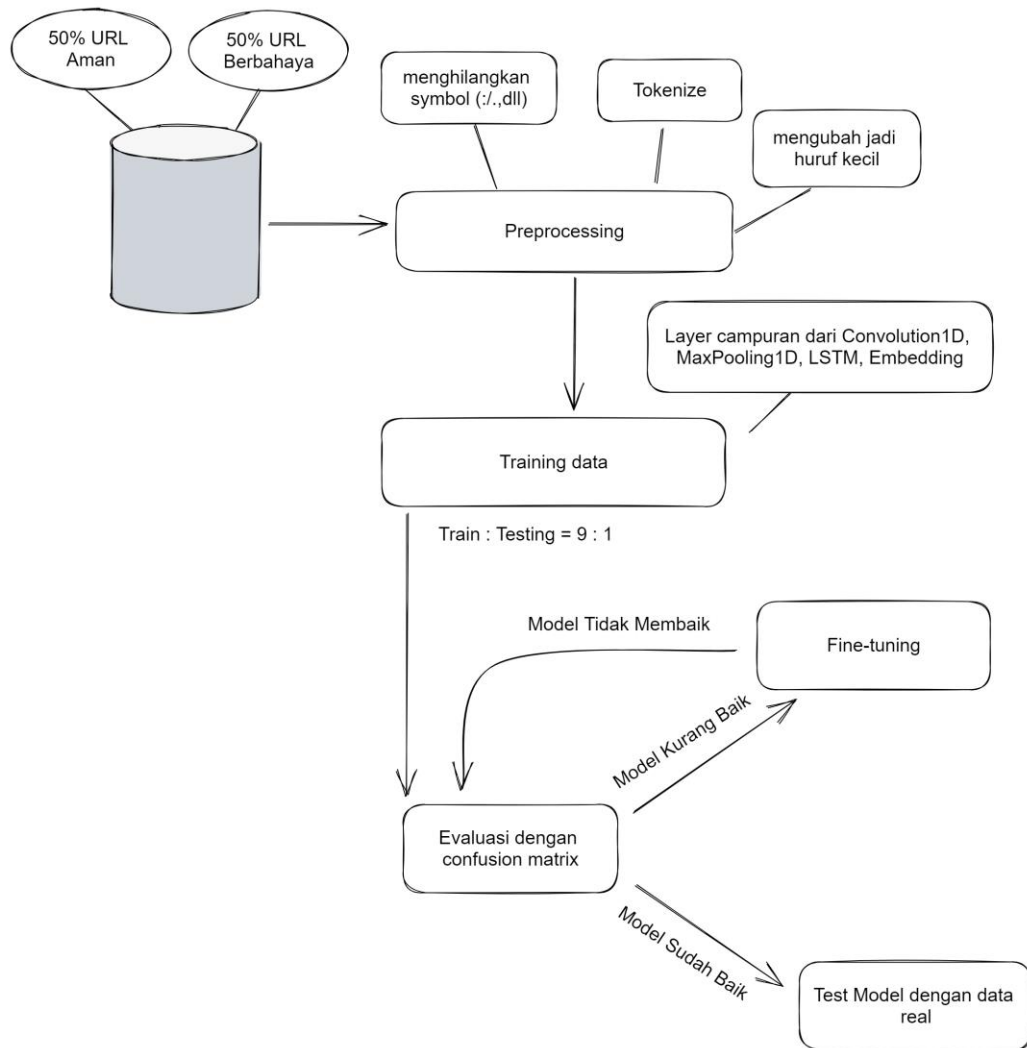 50% URL
Aman
50% URL
Berbahaya
menghilangkan
symbol (:/.,dll)
Tokenize
mengubah jadi
huruf kecil
Preprocessing
Layer campuran dari Convolution1D,
MaxPooling1D, LSTM, Embedding
Training data
Train : Testing = 9 : 1
Model Tidak Membaik
Fine-tuning
Model Kurang Baik
Evaluasi dengan
confusion matrix
Model Sudah Baik
Test Model dengan data
real